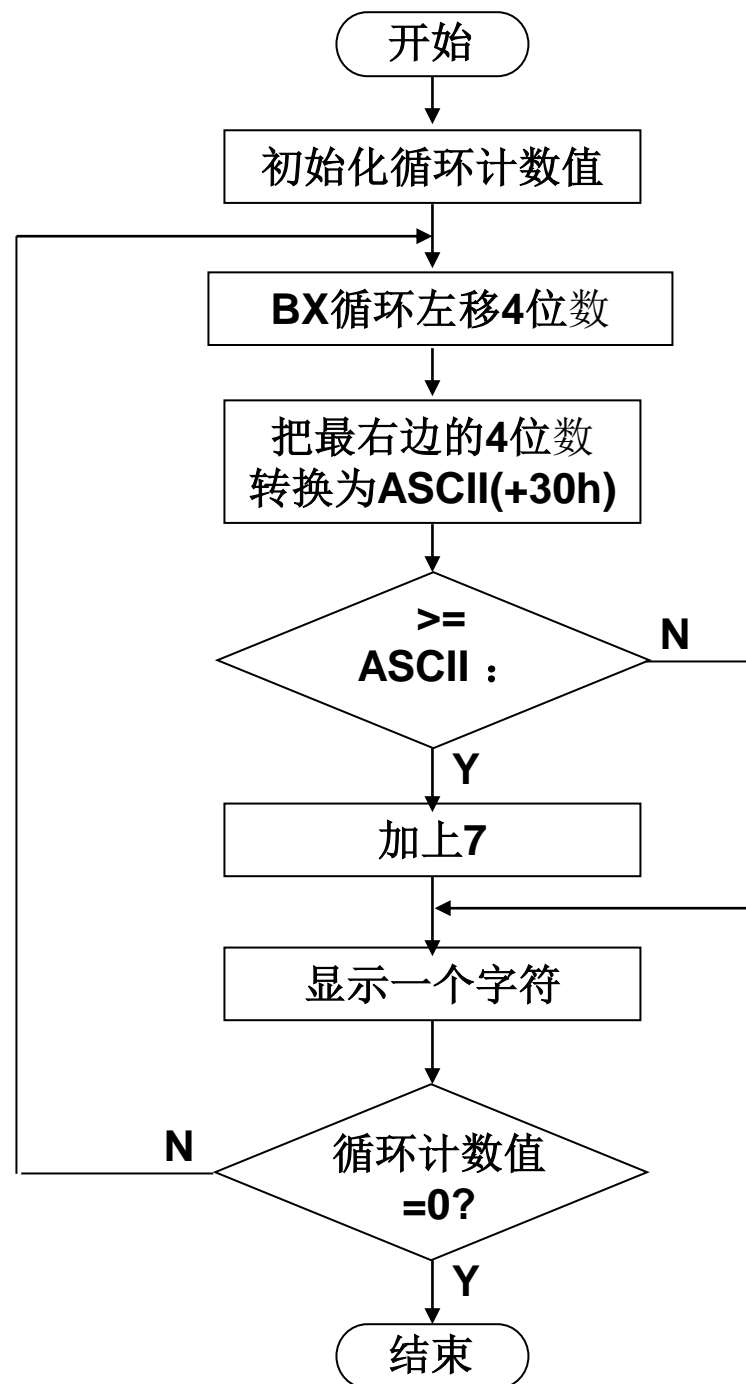 开始
初始化循环计数值
BX循环左移4位数
把最右边的4位数
转换为ASCII(+30h)
>=
ASCII：
N
Y
加上7
显示一个字符
循环计数值
=0?
N
Y
结束